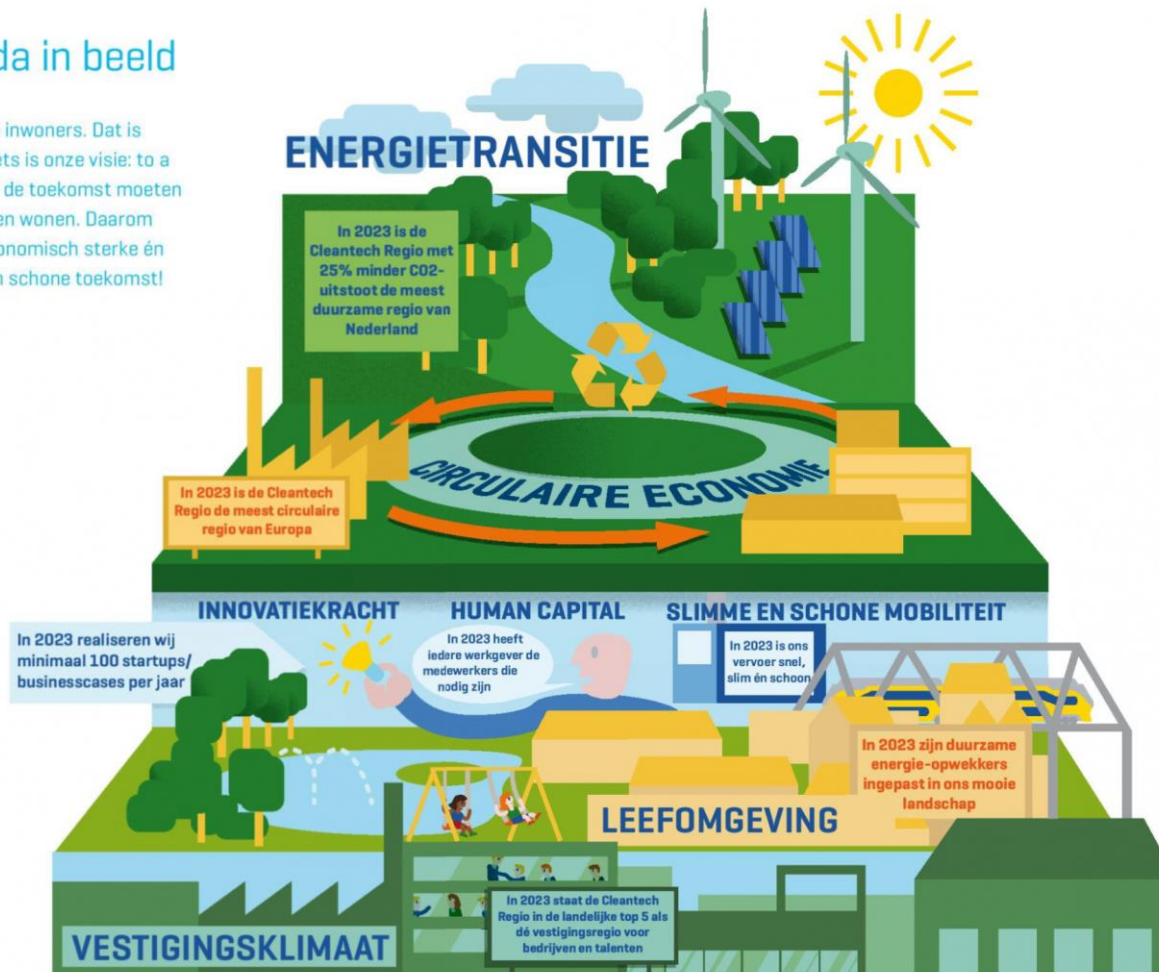 da in beeld
inwoners. Dat is
ets is onze visie: to a
de toekomst moeten
en wonen. Daarom
onomisch sterke én
n schone toekomst!
ENERGIETRANSITIE
In 2023 is de
Cleantech Regio met
25% minder CO2-
uitstoot de meest
duurzame regio van
Nederland
CIRCULAIRE ECONOMIE
In 2023 is de Cleantech
Regio de meest circulaire
regio van Europa
INNOVATIEKRACHT
In 2023 realiseren wij
minimaal 100 startups/
businesscases per jaar
HUMAN CAPITAL
In 2023 heeft
iedere werkgever de
medewerkers die
nodig zijn
SLIMME EN SCHONE MOBILITEIT
In 2023 is ons
vervoer snel,
slim én schoon
In 2023 zijn duurzame
energie-opwekkers
ingepast in ons mooie
landschap
LEEFOMGEVING
In 2023 staat de Cleantech
Regio in de landelijke top 5 als
dé vestigingsregio voor
bedrijven en talenten
VESTIGINGSKLIMAAT